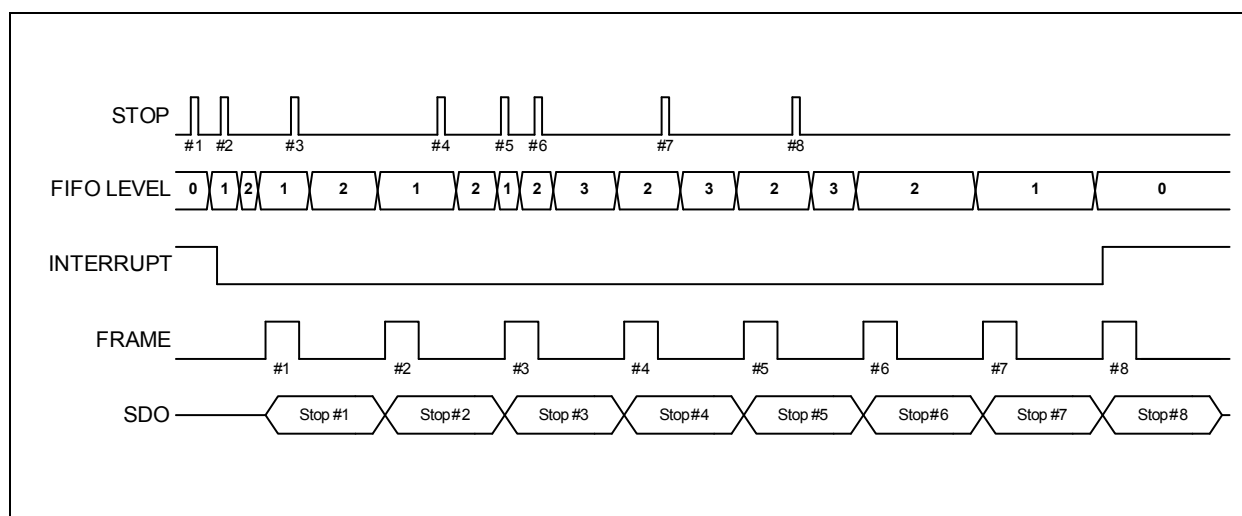 STOP
#1 #2 #3 #4 #5 #6 #7 #8
FIFO LEVEL 0 1 2 1 2 1 2 1 2 3 2 3 2 3 2 1 0
INTERRUPT
FRAME
#1 #2 #3 #4 #5 #6 #7 #8
SDO Stop #1 Stop #2 Stop #3 Stop #4 Stop #5 Stop #6 Stop #7 Stop #8